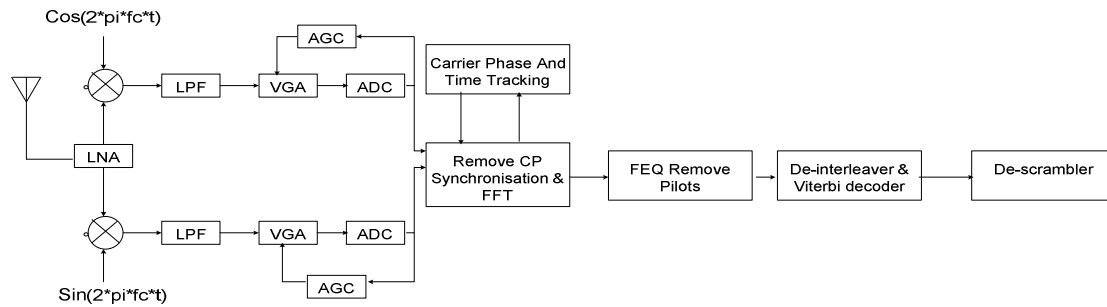 Cos(2*pi*fc*t)
AGC
LPF
VGA
ADC
Carrier Phase And
Time Tracking
LNA
Remove CP
Synchronisation &
FFT
FEQ Remove
Pilots
De-interleaver &
Viterbi decoder
De-scrambler
LPF
VGA
ADC
AGC
Sin(2*pi*fc*t)